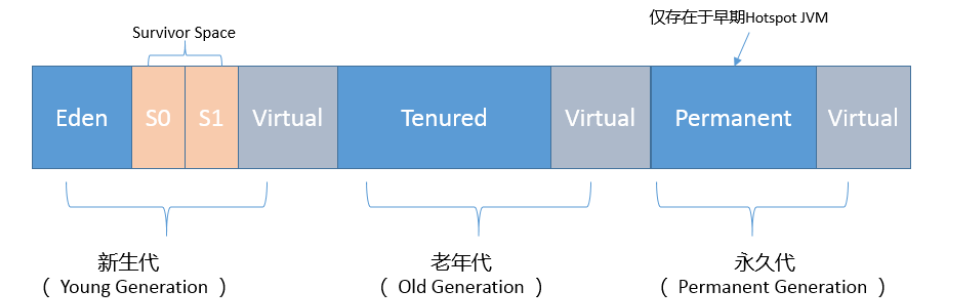 仅存在于早期Hotspot JVM
Survivor Space
Eden S0 S1 Virtual Tenured Virtual Permanent Virtual
新生代 老年代 永久代
( Young Generation ) ( Old Generation ) ( Permanent Generation )